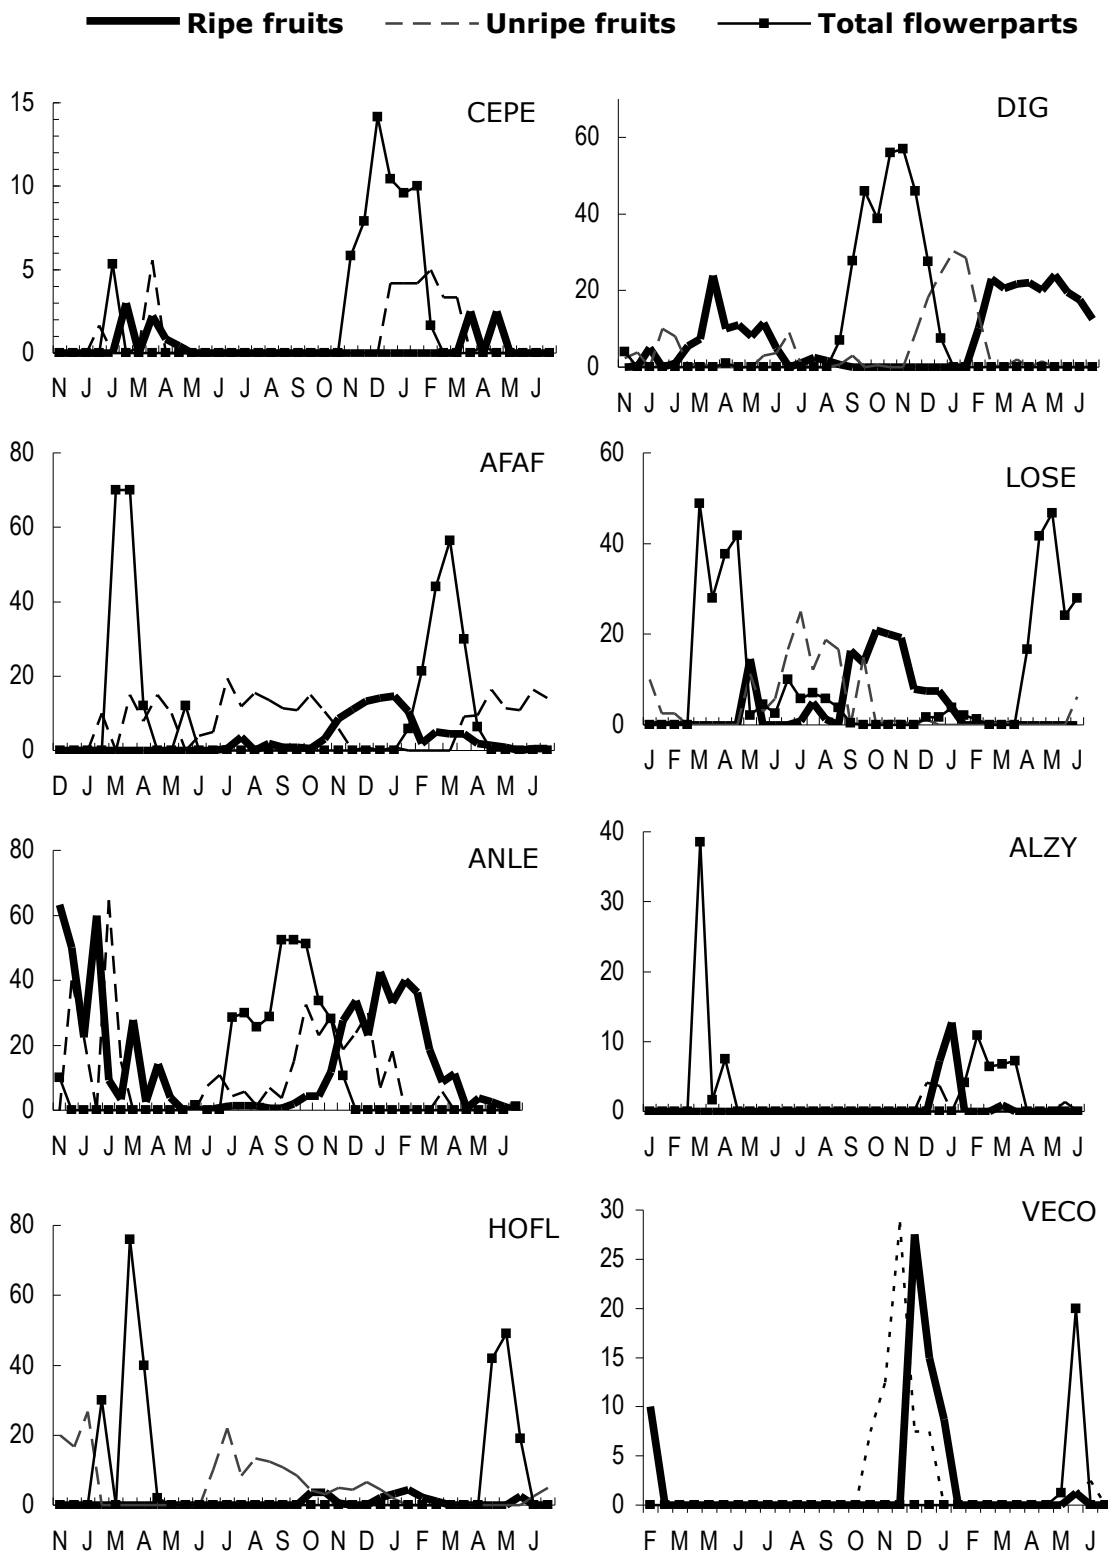 Ripe fruits Unripe fruits Total flowerparts
CEPE
15
10
5
0
N J J M A M J J A S O N D J F M A M J
DIG
60
40
20
0
N J F M A M J J A S O N D J F M A M J
AFAF
80
60
40
20
0
D J M A M J J A S O N D J F M A M J
LOSE
60
40
20
0
J F M A M J J A S O N D J F M A M J
ANLE
80
60
40
20
0
N J J M A M J J A S O N D J F M A M J
ALZY
40
30
20
10
0
J F M A M J J A S O N D J F M A M J
HOFL
80
60
40
20
0
N J J M A M J J A S O N D J F M A M J
VECO
30
25
20
15
10
5
0
F M M J J A S O N D J F M A M J